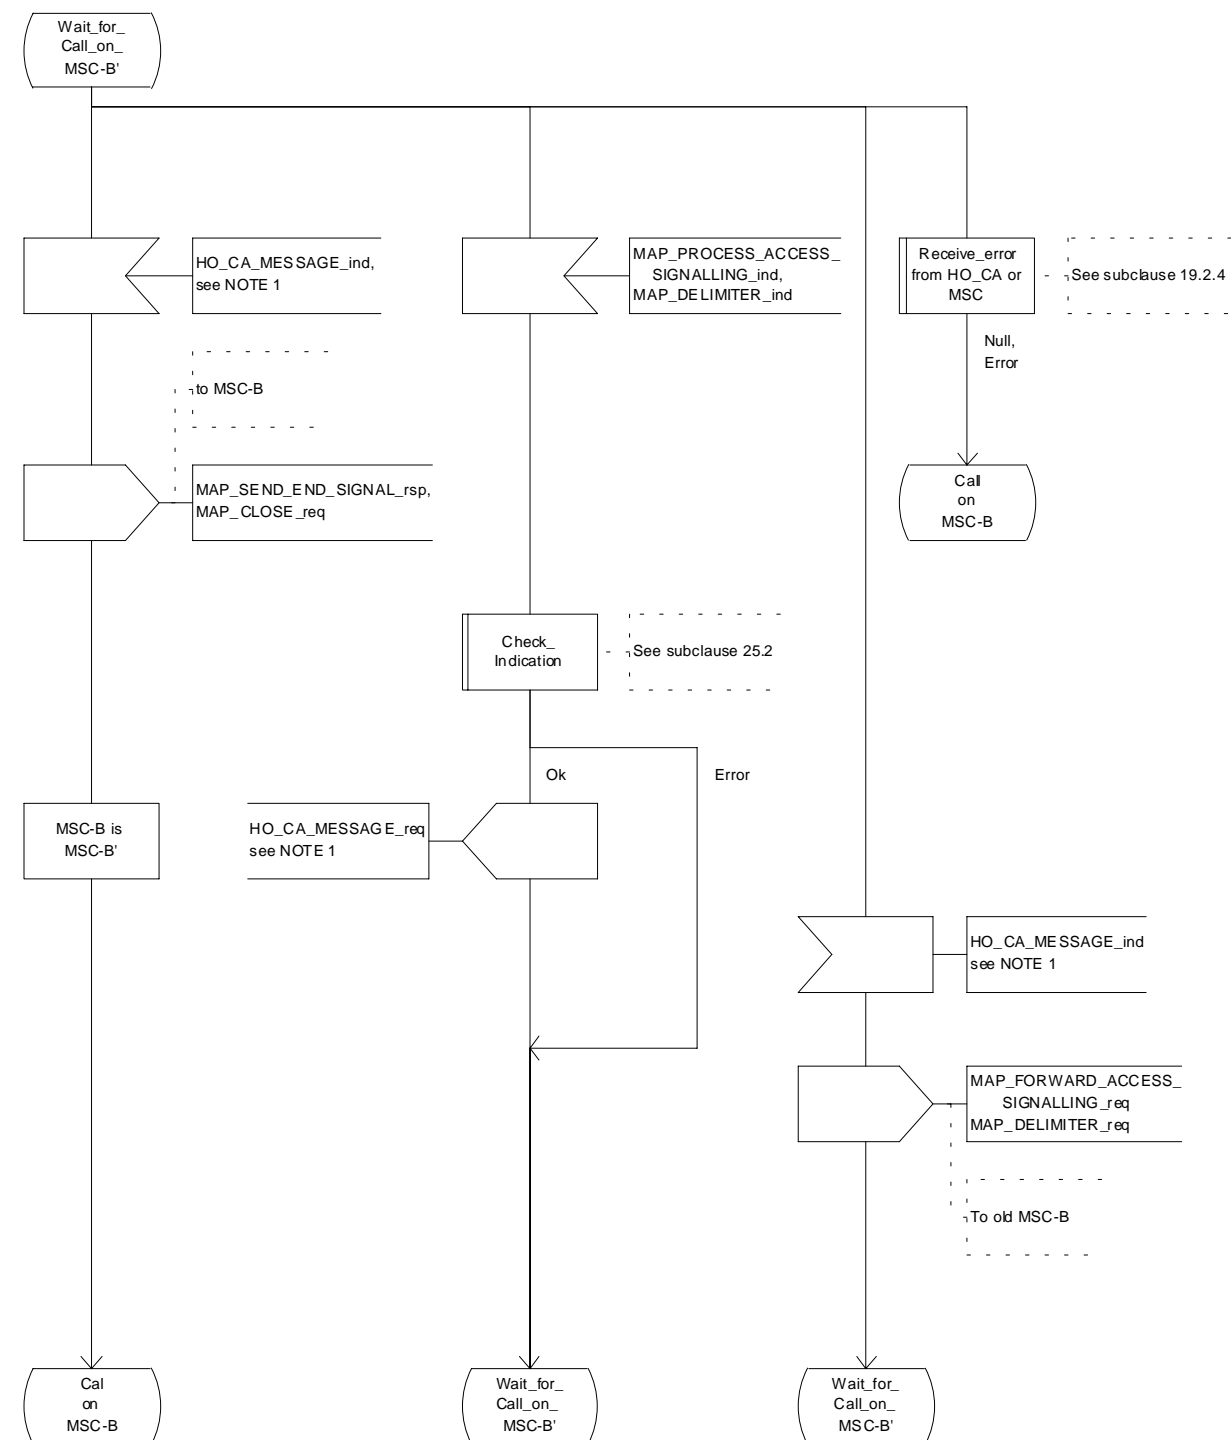 Wait_for_
Call_on_
MSC-B'
HO_CA_MESSAGE_ind,
see NOTE 1
MAP_PROCESS_ACCESS_
SIGNALLING_ind,
MAP_DELIMITER_ind
Receive_error
from HO_CA or
MSC
See subclause 19.2.4
Null,
Error
to MSC-B
MAP_SEND_END_SIGNAL_rsp,
MAP_CLOSE_req
Call
on
MSC-B
Check_
Indication
See subclause 25.2
Ok
Error
MSC-B is
MSC-B'
HO_CA_MESSAGE_req
see NOTE 1
HO_CA_MESSAGE_ind
see NOTE 1
MAP_FORWARD_ACCESS_
SIGNALLING_req
MAP_DELIMITER_req
To old MSC-B
Cal
on
MSC-B
Wait_for_
Call_on_
MSC-B'
Wait_for_
Call_on_
MSC-B'